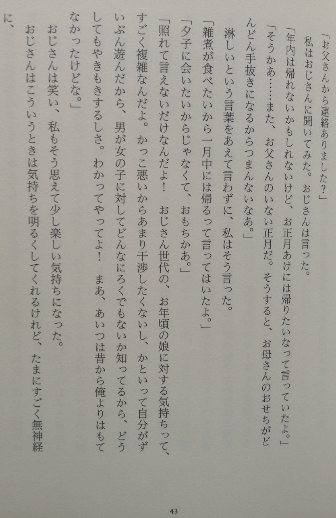 「お父さんから連絡ありました？」
　私はおじさんに聞いてみた。おじさんは言った。
「年内は帰れないかもしれないけど、お正月あけには帰りたいなって言っていたよ。」
「そうかあ……また、お父さんのいない正月だ。そうすると、お母さんのおせちがど
んどん手抜きになるからつまんないなあ。」
　淋しいという言葉をあえて言わずに、私はそう言った。
「雑煮が食べたいから一月中には帰るって言ってはいたよ。」
「夕子に会いたいからじゃなくて、おもちかあ。」
「照れて言えないだけなんだよ！　おじさん世代の、お年頃の娘に対する気持ちって、
すごく複雑なんだよ。かっこ悪いからあまり干渉したくないし、かといって自分がず
いぶん遊んだから、男が女の子に対してどんなにろくでもないか知ってるから、どう
してもやきもきするしさ。わかってやってよ！　まあ、あいつは昔から俺よりはもて
なかったけどな。」
　おじさんは笑い、私もそう思えて少し楽しい気持ちになった。
　おじさんはこういうときは気持ちを明るくしてくれるけれど、たまにすごく無神経
に、
43